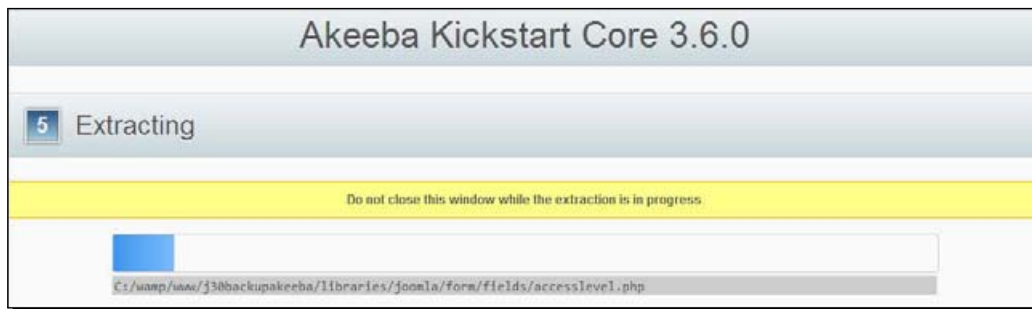 Akeeba Kickstart Core 3.6.0
5 Extracting
Do not close this window while the extraction is in progress
C:/wamp/www/j30backupakeeba/libraries/joomla/form/fields/accesslevel.php